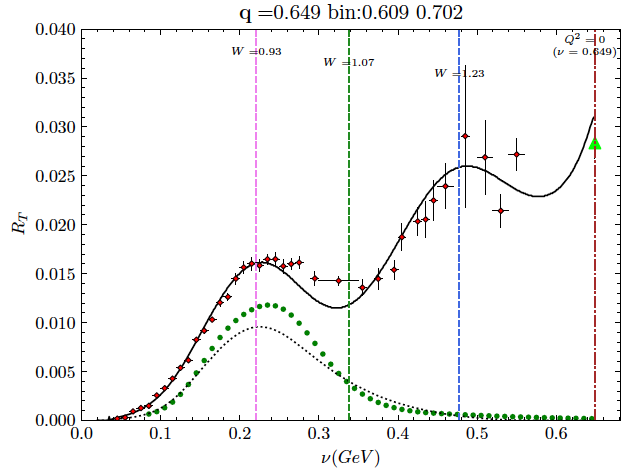 q =0.649 bin:0.609 0.702
Q² = 0
W =0.93
(ν = 0.649)
W =1.07
W =1.23
0.040
0.035
0.030
0.025
0.020
0.015
0.010
0.005
0.000
R_T
0.0 0.1 0.2 0.3 0.4 0.5 0.6
ν(GeV)